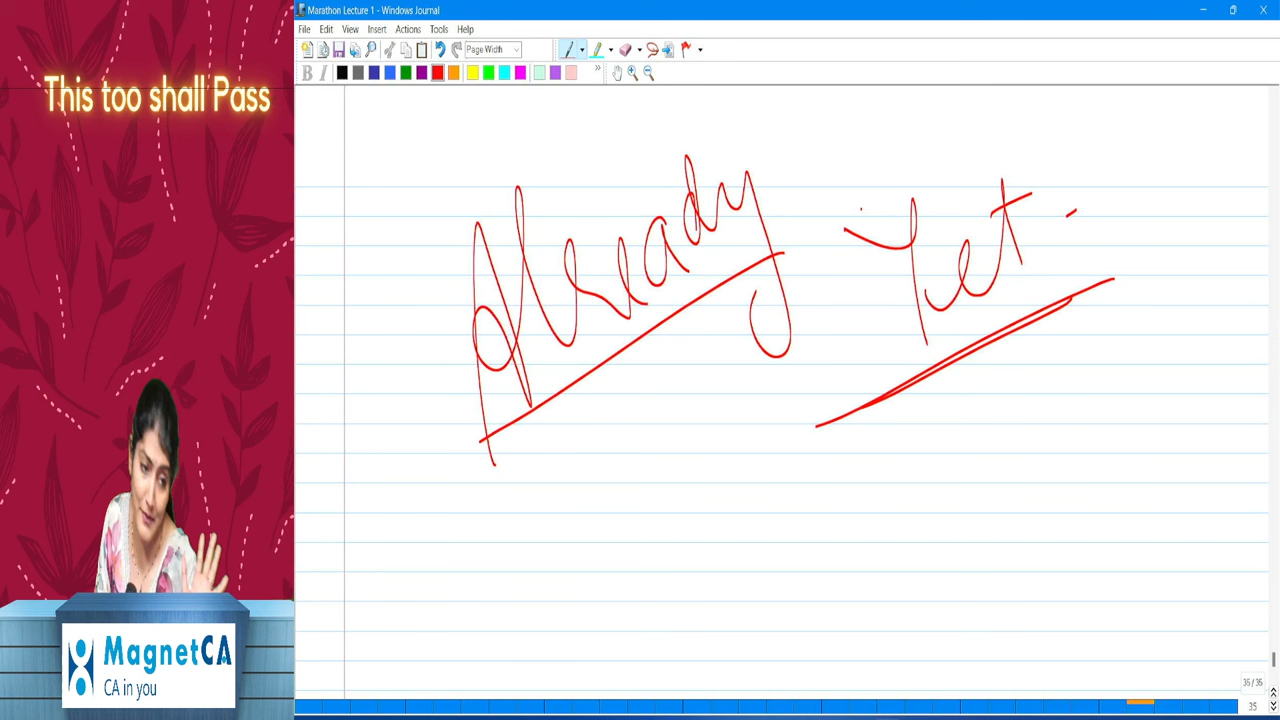 Marathon Lecture 1 - Windows Journal
File Edit View Insert Actions Tools Help
Page Width
B I
This too shall Pass
Already Yet
MagnetCA
CA in you
35 / 35
35